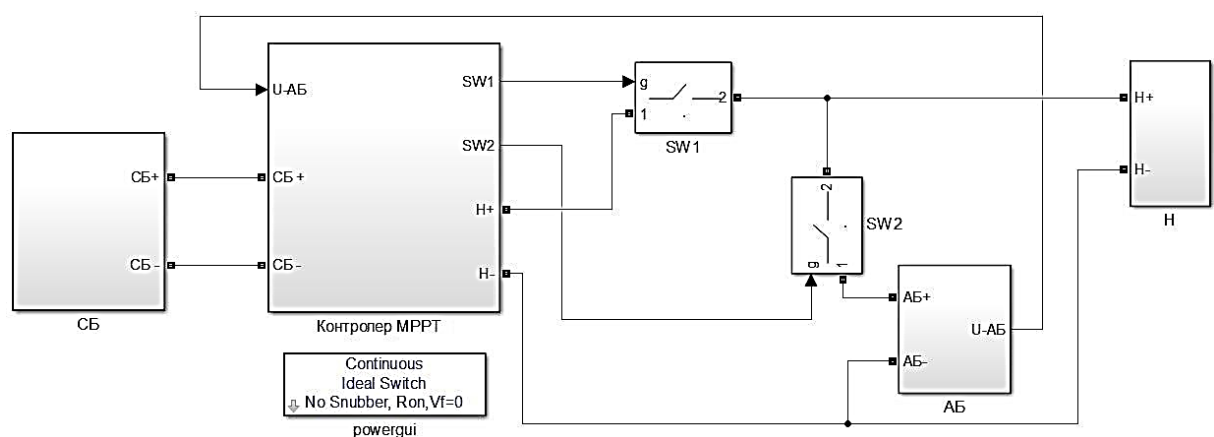 СБ+
СБ -
СБ
U-АБ
СБ +
СБ -
SW1
SW2
Н+
Н-
Контролер MPPT
Continuous
Ideal Switch
No Snubber, Ron,Vf=0
powergui
g
1
2
SW1
2
g
1
SW2
АБ+
АБ-
U-АБ
АБ
Н+
Н-
Н